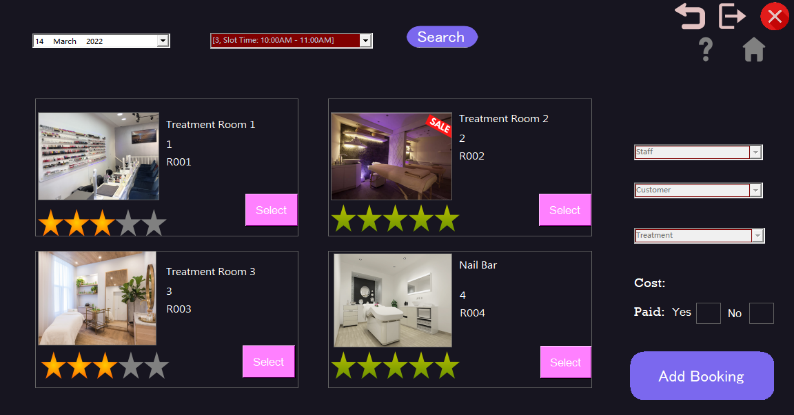 14 March 2022
[3, Slot Time: 10:00AM - 11:00AM]
Search
?
Treatment Room 1
1
R001
Select
SALE
Treatment Room 2
2
R002
Select
Treatment Room 3
3
R003
Select
Nail Bar
4
R004
Select
Staff
Customer
Treatment
Cost:
Paid: Yes No
Add Booking